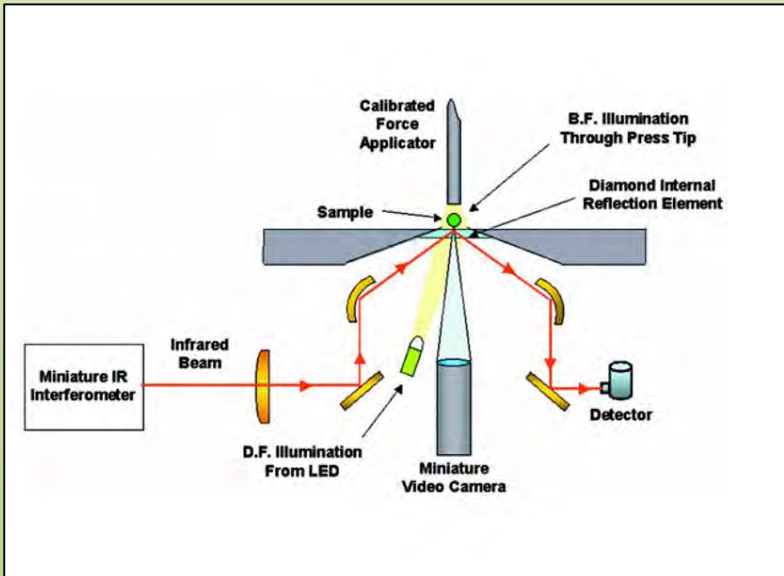 Calibrated
Force
Applicator
B.F. Illumination
Through Press Tip
Sample
Diamond Internal
Reflection Element
Infrared
Beam
Miniature IR
Interferometer
D.F. Illumination
From LED
Miniature
Video Camera
Detector